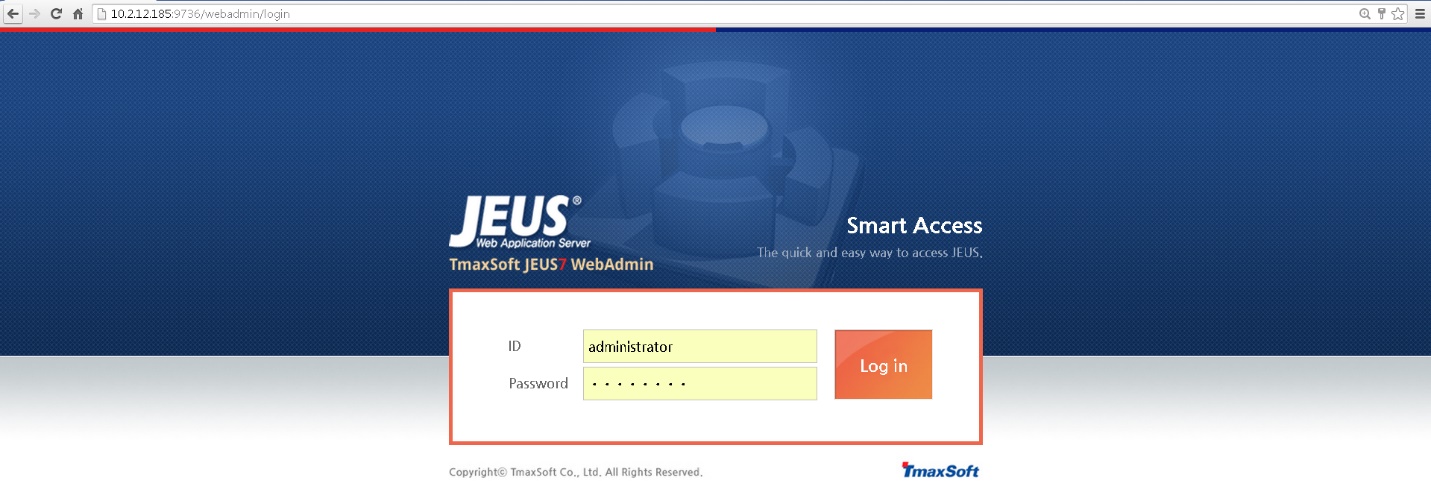 10.2.12.185:9736/webadmin/login
JEUS®
Web Application Server
TmaxSoft JEUS7 WebAdmin
Smart Access
The quick and easy way to access JEUS.
ID
administrator
Password
Log in
Copyright© TmaxSoft Co., Ltd. All Rights Reserved.
TmaxSoft